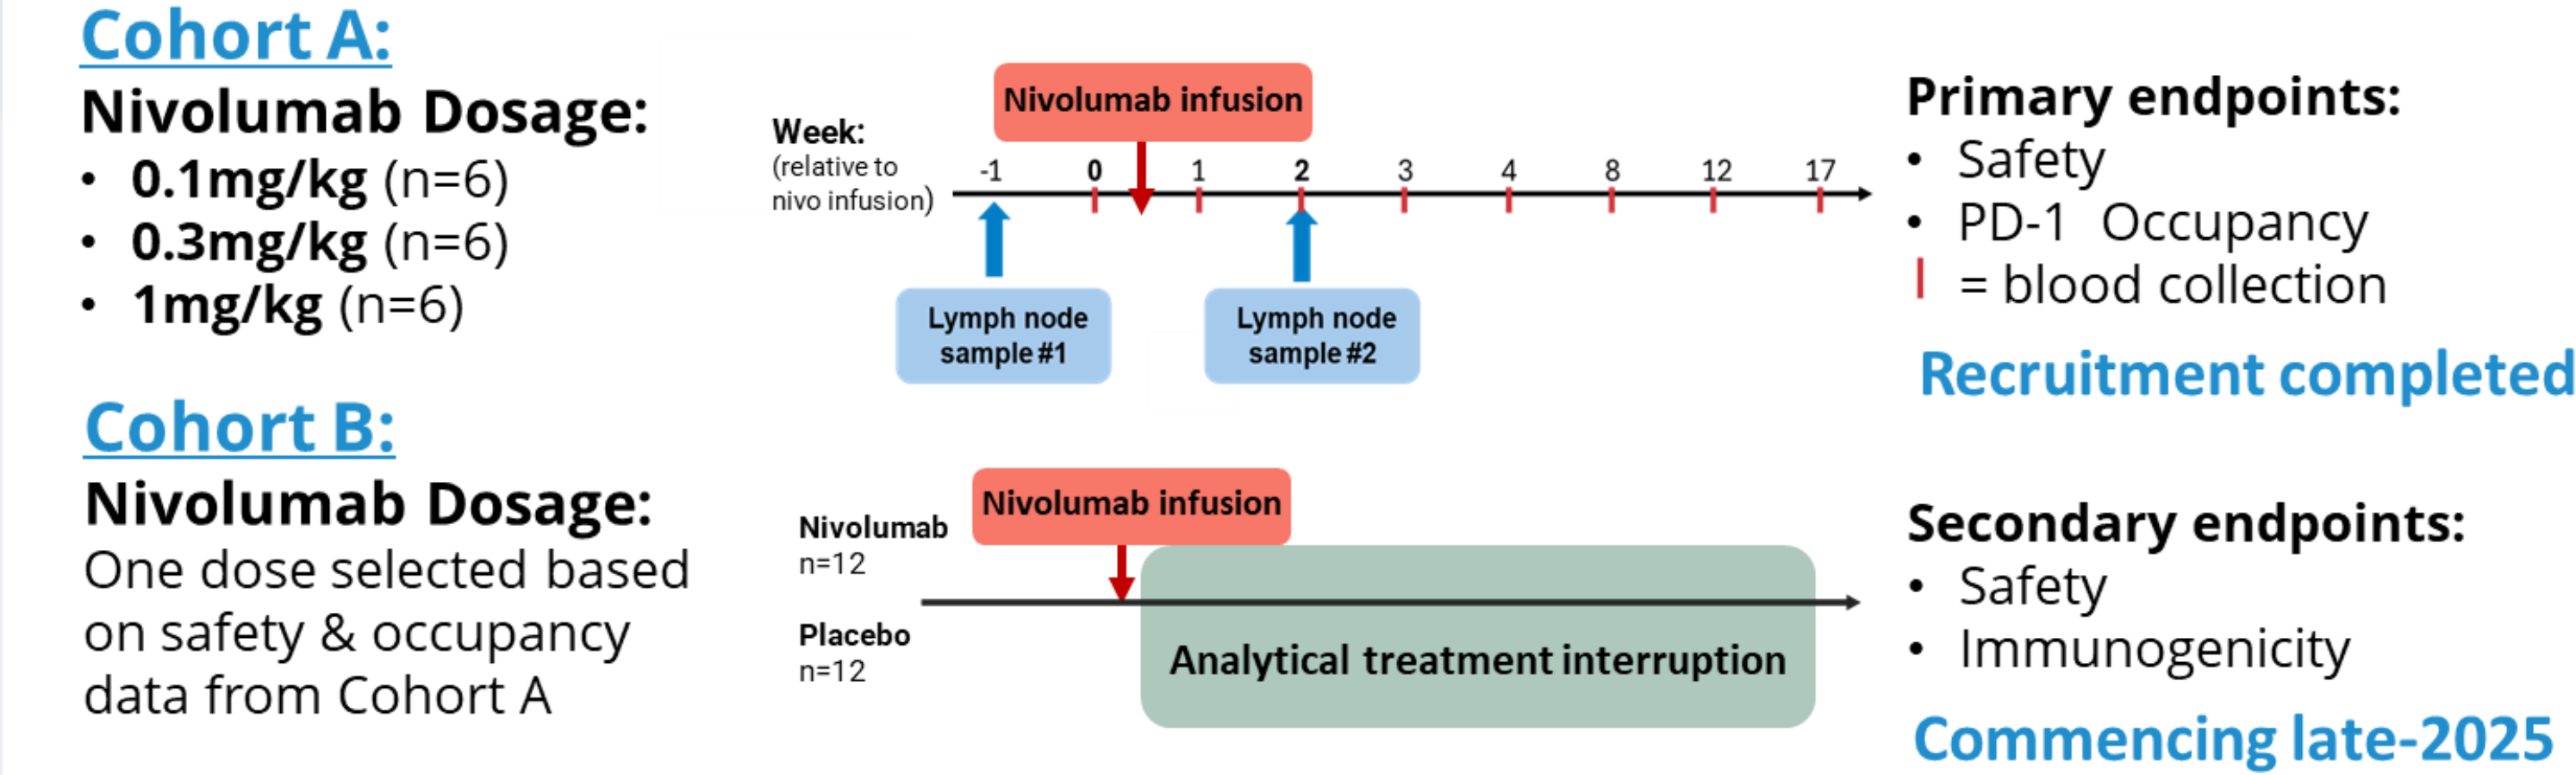 Cohort A:
Nivolumab Dosage:
• 0.1mg/kg (n=6)
• 0.3mg/kg (n=6)
• 1mg/kg (n=6)
Nivolumab infusion
Week:
(relative to
nivo infusion)
-1 0 1 2 3 4 8 12 17
Lymph node
sample #1
Lymph node
sample #2
Primary endpoints:
• Safety
• PD-1 Occupancy
| = blood collection
Recruitment completed
Cohort B:
Nivolumab Dosage:
One dose selected based
on safety & occupancy
data from Cohort A
Nivolumab infusion
Nivolumab
n=12
Placebo
n=12
Analytical treatment interruption
Secondary endpoints:
• Safety
• Immunogenicity
Commencing late-2025